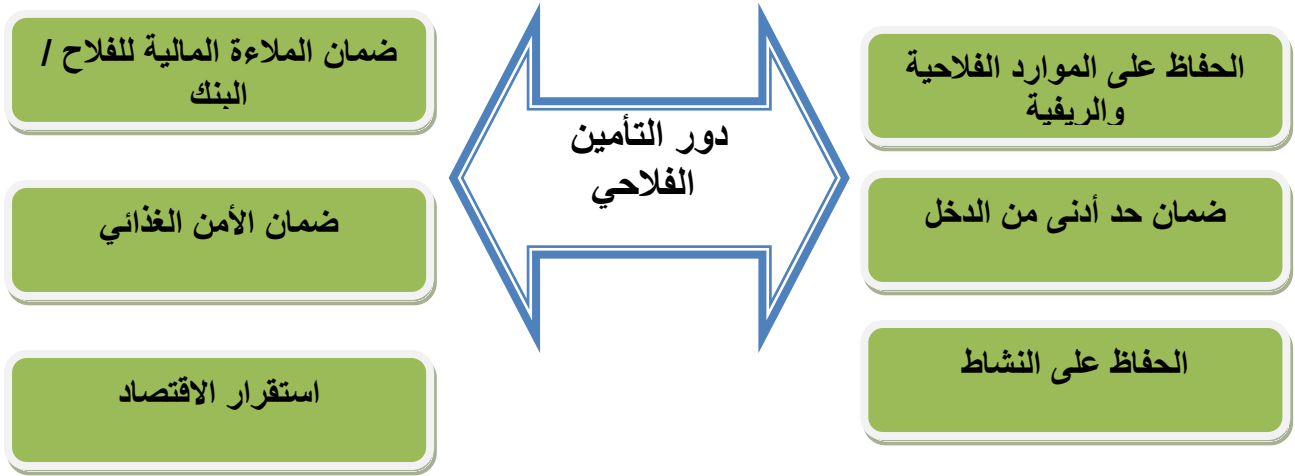 الحفاظ على الموارد الفلاحية
والريفية
ضمان حد أدنى من الدخل
الحفاظ على النشاط
دور التأمين
الفلاحي
ضمان الملاءة المالية للفلاح /
البنك
ضمان الأمن الغذائي
استقرار الاقتصاد